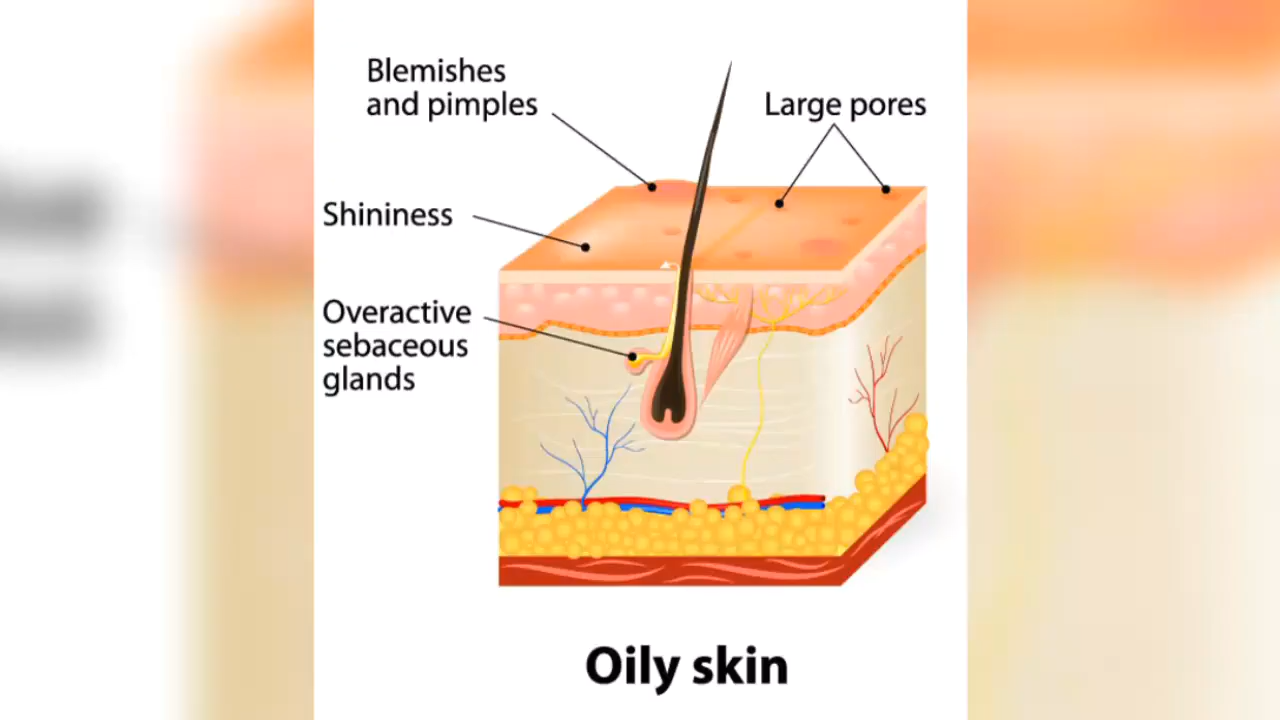 Blemishes
and pimples
Large pores
Shininess
Overactive
sebaceous
glands
Oily skin